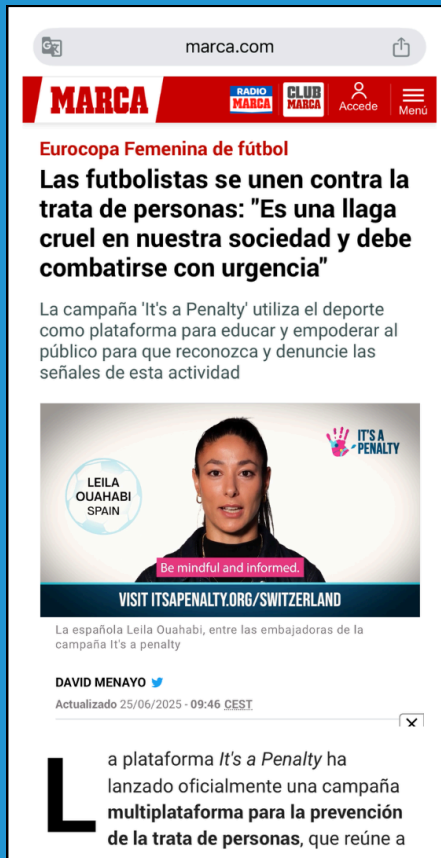 marca.com
MARCA
RADIO
MARCA
CLUB
MARCA
Accede
Menú
Eurocopa Femenina de fútbol
Las futbolistas se unen contra la
trata de personas: "Es una llaga
cruel en nuestra sociedad y debe
combatirse con urgencia"
La campaña 'It's a Penalty' utiliza el deporte
como plataforma para educar y empoderar al
público para que reconozca y denuncie las
señales de esta actividad
IT'S A
PENALTY
LEILA
OUAHABI
SPAIN
Be mindful and informed.
VISIT ITSAPENALTY.ORG/SWITZERLAND
La española Leila Ouahabi, entre las embajadoras de la
campaña It's a penalty
DAVID MENAYO
Actualizado 25/06/2025 - 09:46 CEST
La plataforma It's a Penalty ha
lanzado oficialmente una campaña
multiplataforma para la prevención
de la trata de personas, que reúne a